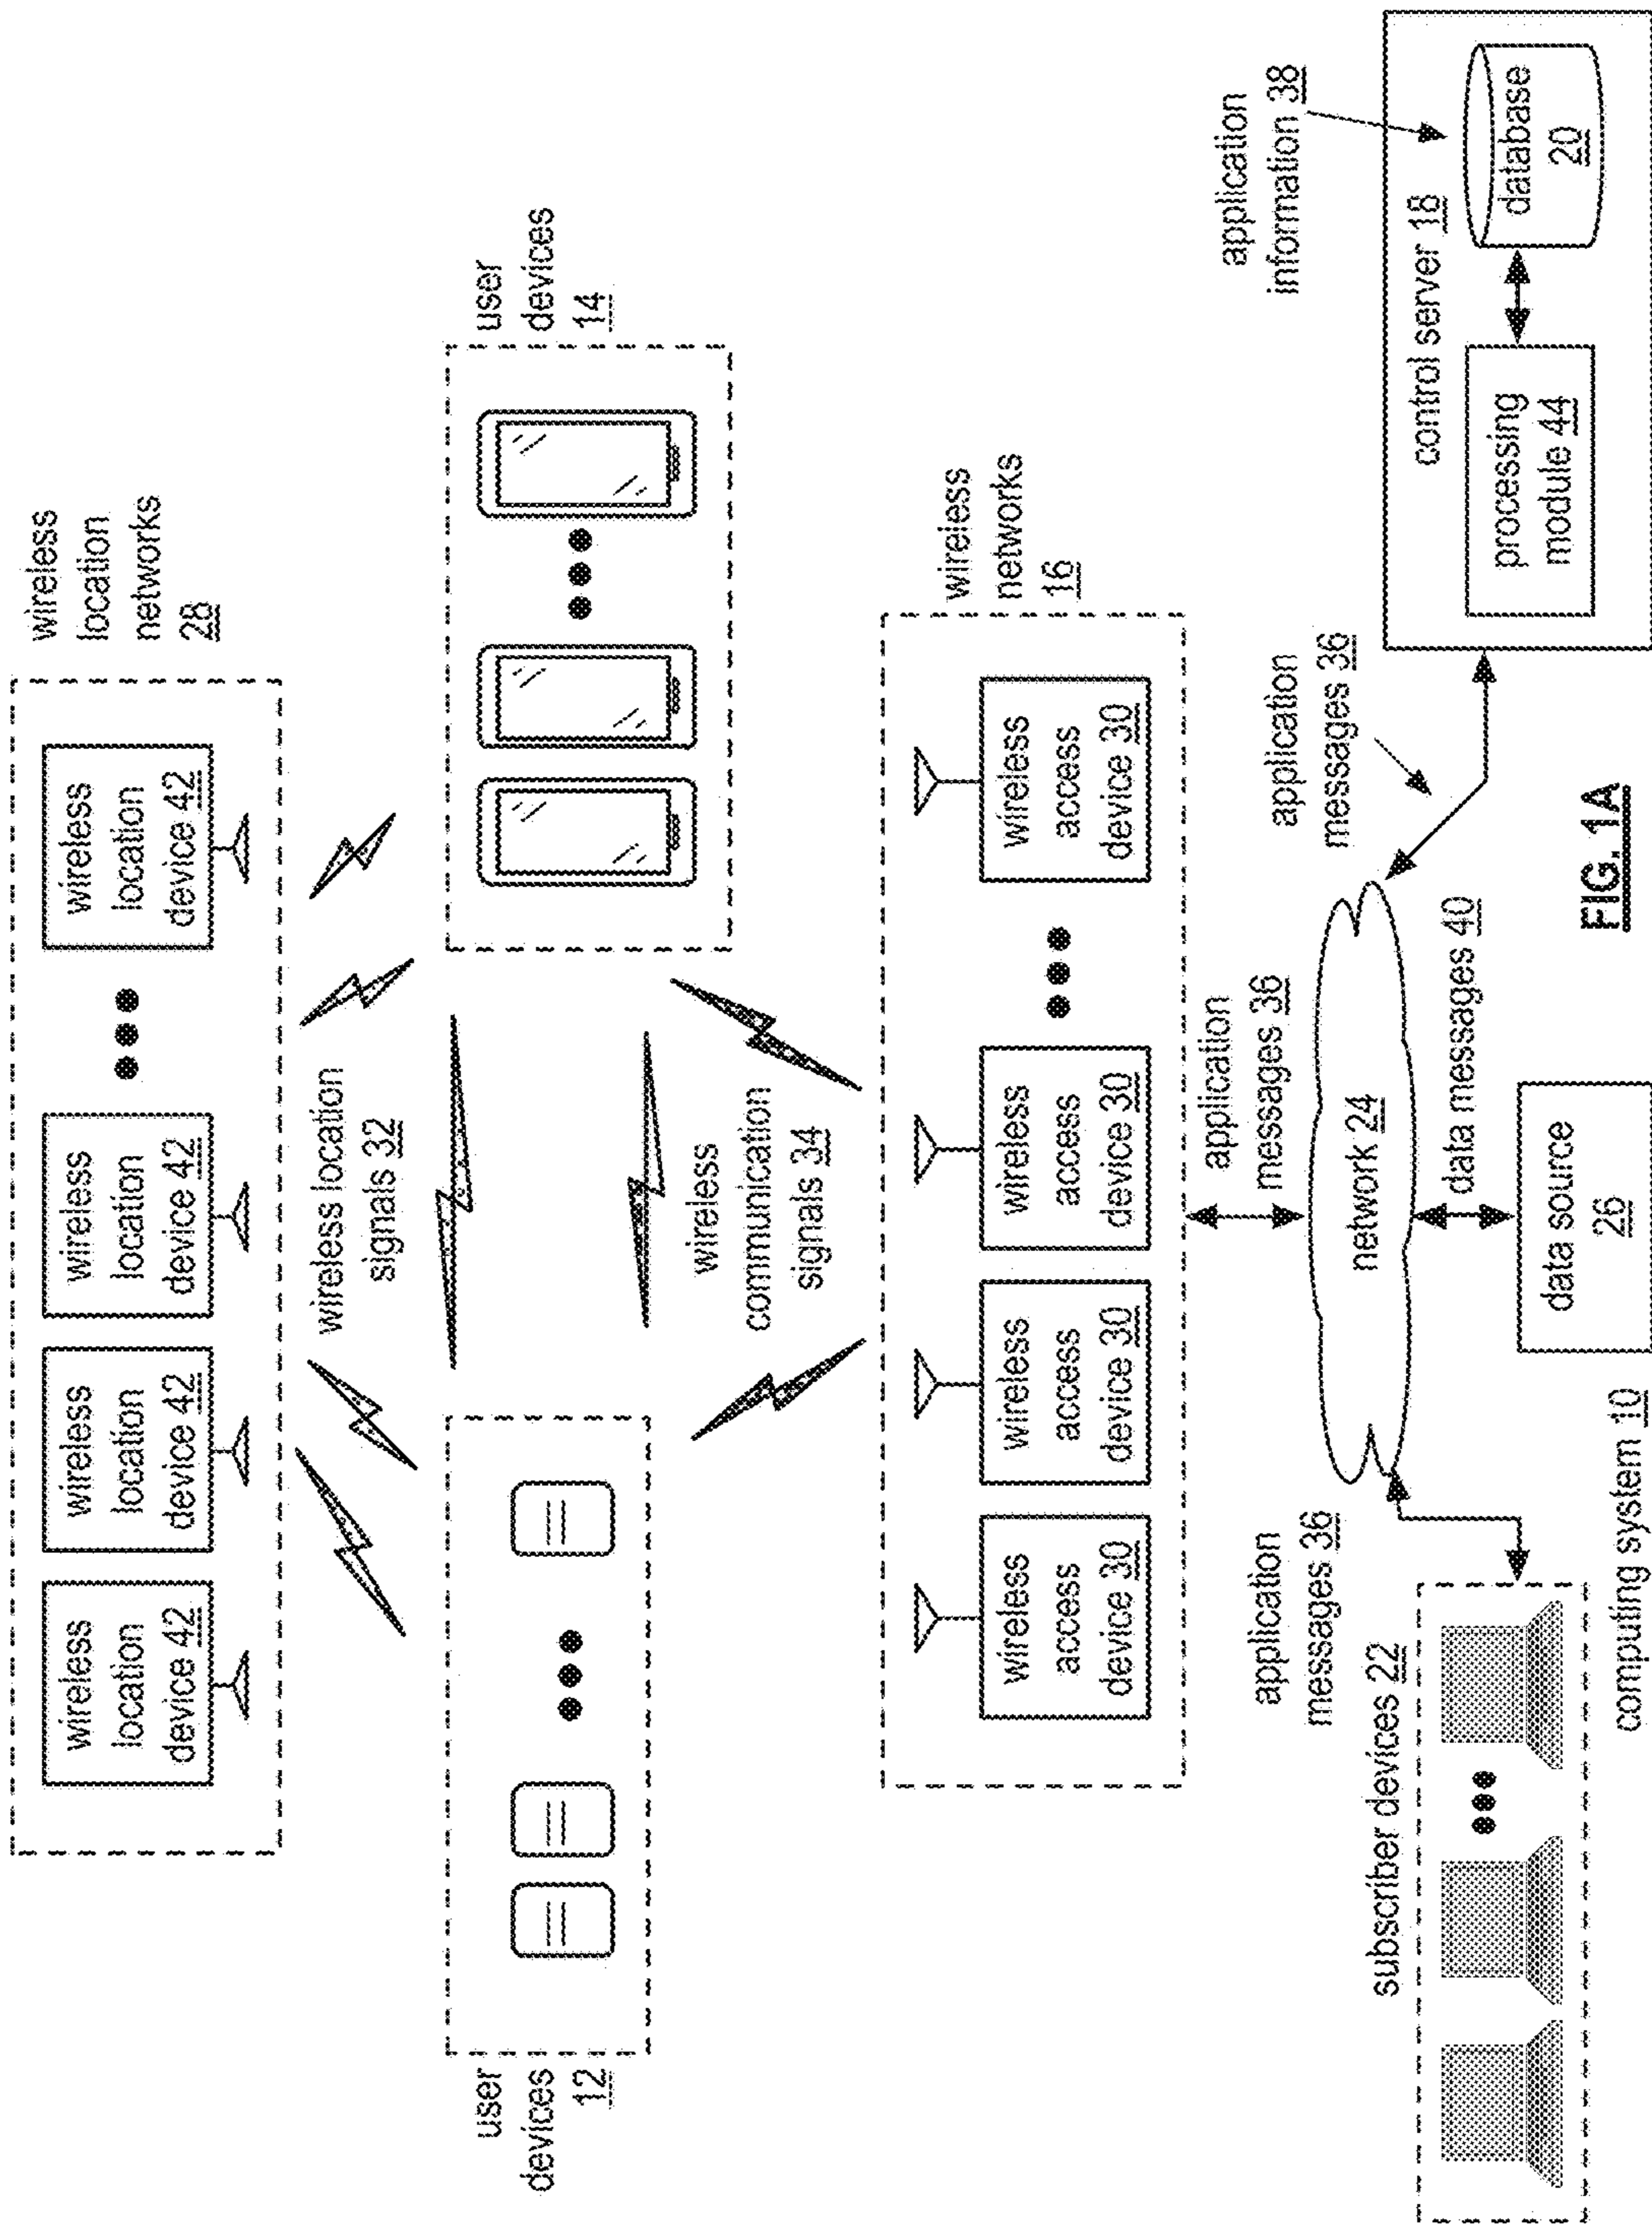 wireless
location
networks
28
wireless
location
device 42
wireless
location
device 42
wireless
location
device 42
wireless
location
device 42
wireless location
signals 32
user
devices
12
user
devices
14
wireless
communication
signals 34
wireless
networks
16
wireless
access
device 30
wireless
access
device 30
wireless
access
device 30
wireless
access
device 30
application
messages 36
application
messages 36
application
messages 36
application
information 38
subscriber devices 22
network 24
data messages 40
control server 18
processing
module 44
database
20
data source
26
computing system 10
FIG. 1A